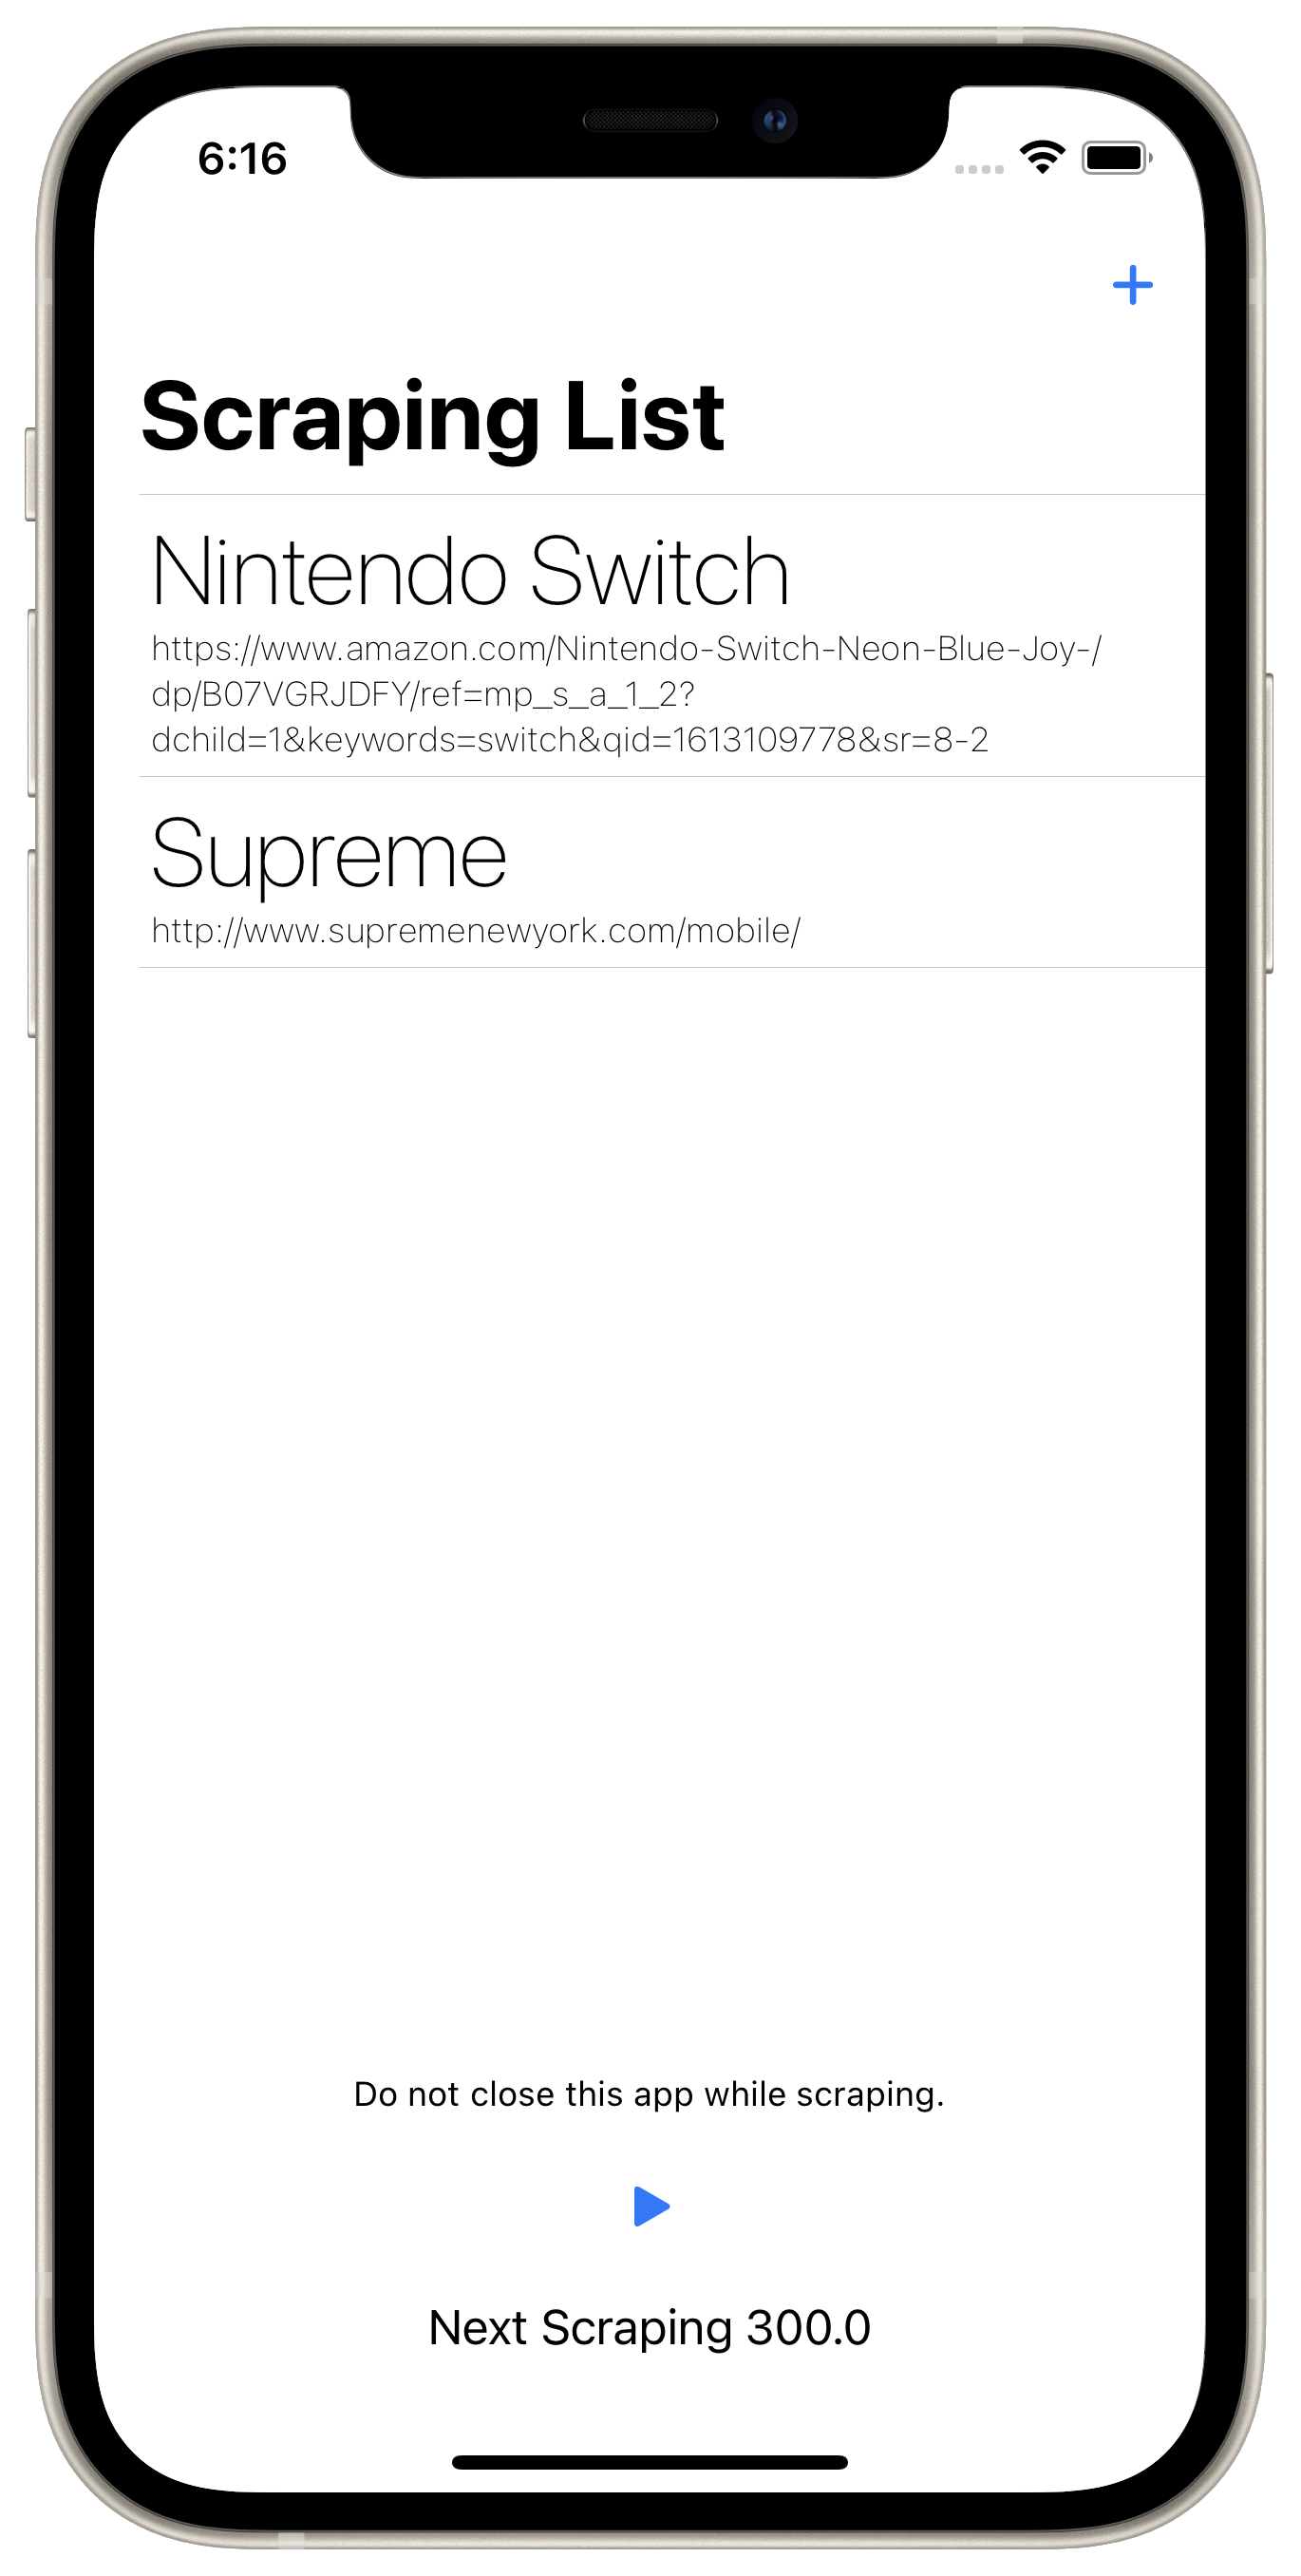 6:16
Scraping List
Nintendo Switch
https://www.amazon.com/Nintendo-Switch-Neon-Blue-Joy-/
dp/B07VGRJDFY/ref=mp_s_a_1_2?
dchild=1&keywords=switch&qid=1613109778&sr=8-2
Supreme
http://www.supremenewyork.com/mobile/
Do not close this app while scraping.
Next Scraping 300.0